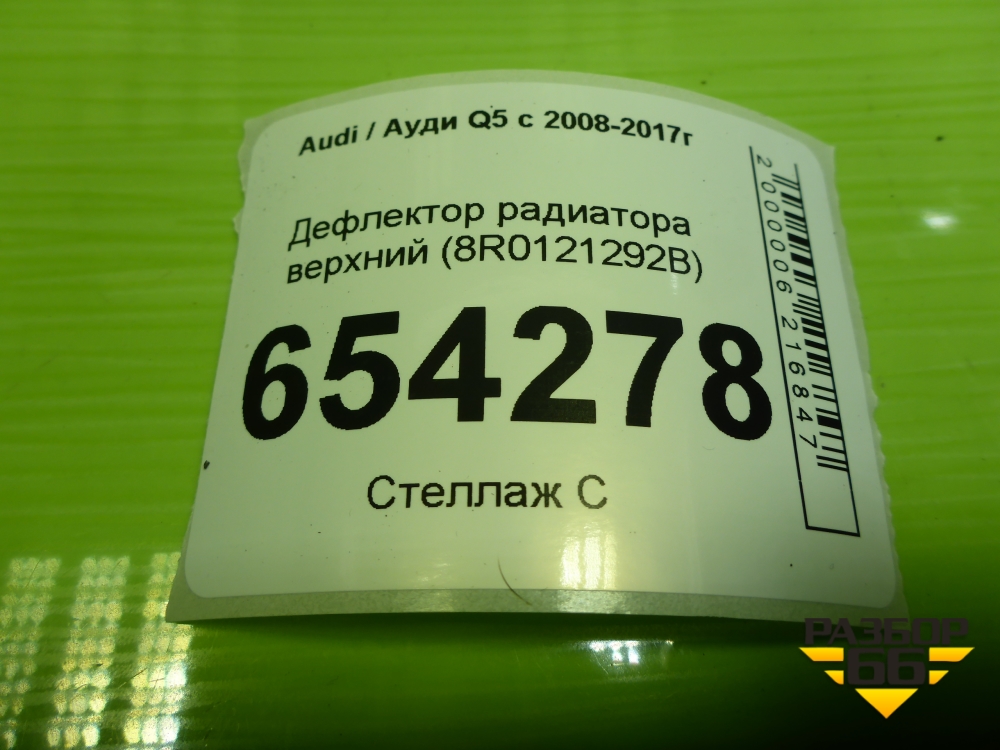 Audi / Ауди Q5 с 2008-2017г
Дефлектор радиатора
верхний (8R0121292B)
654278
Стеллаж С
2000006216847
РАЗБОР
66